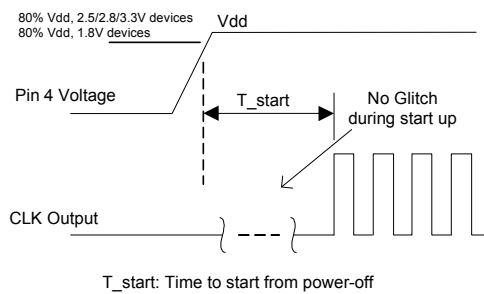 80% Vdd, 2.5/2.8/3.3V devices
80% Vdd, 1.8V devices
Vdd
Pin 4 Voltage
T_start
No Glitch
during start up
CLK Output
T_start: Time to start from power-off